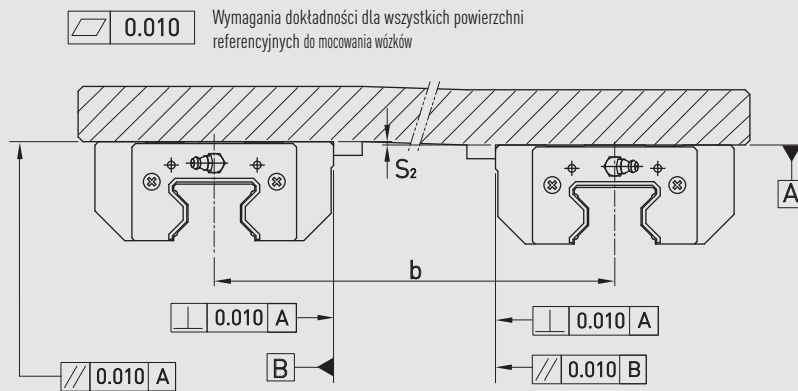 0.010
Wymagania dokładności dla wszystkich powierzchni
referencyjnych do mocowania wózków
S2
A
b
⊥ 0.010 A
⊥ 0.010 A
B
// 0.010 A
// 0.010 B